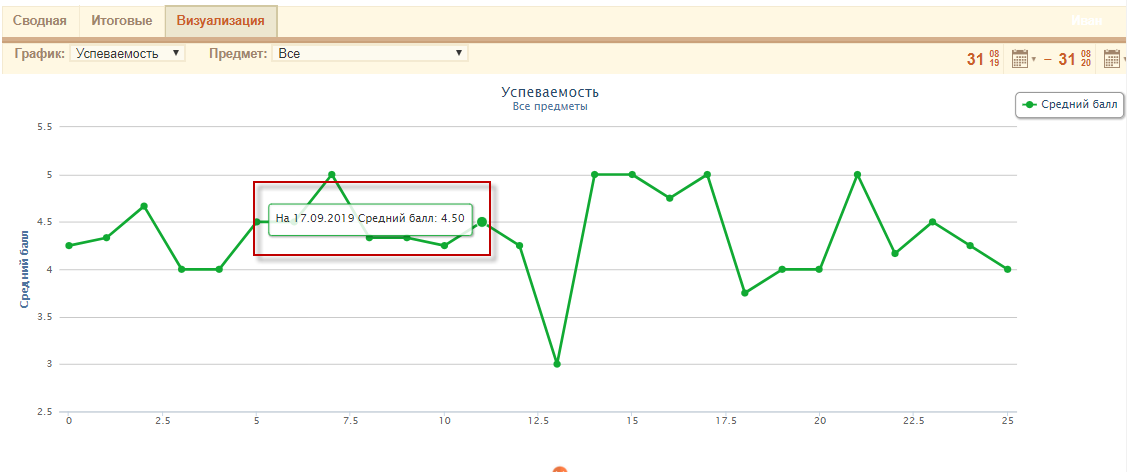 Сводная Итоговые Визуализация
График: Успеваемость Предмет: Все 31 08 19 – 31 08 20
Успеваемость
Все предметы
Средний балл
5.5
5
4.5
4
3.5
3
2.5
Средний балл
На 17.09.2019 Средний балл: 4.50
0 2.5 5 7.5 10 12.5 15 17.5 20 22.5 25